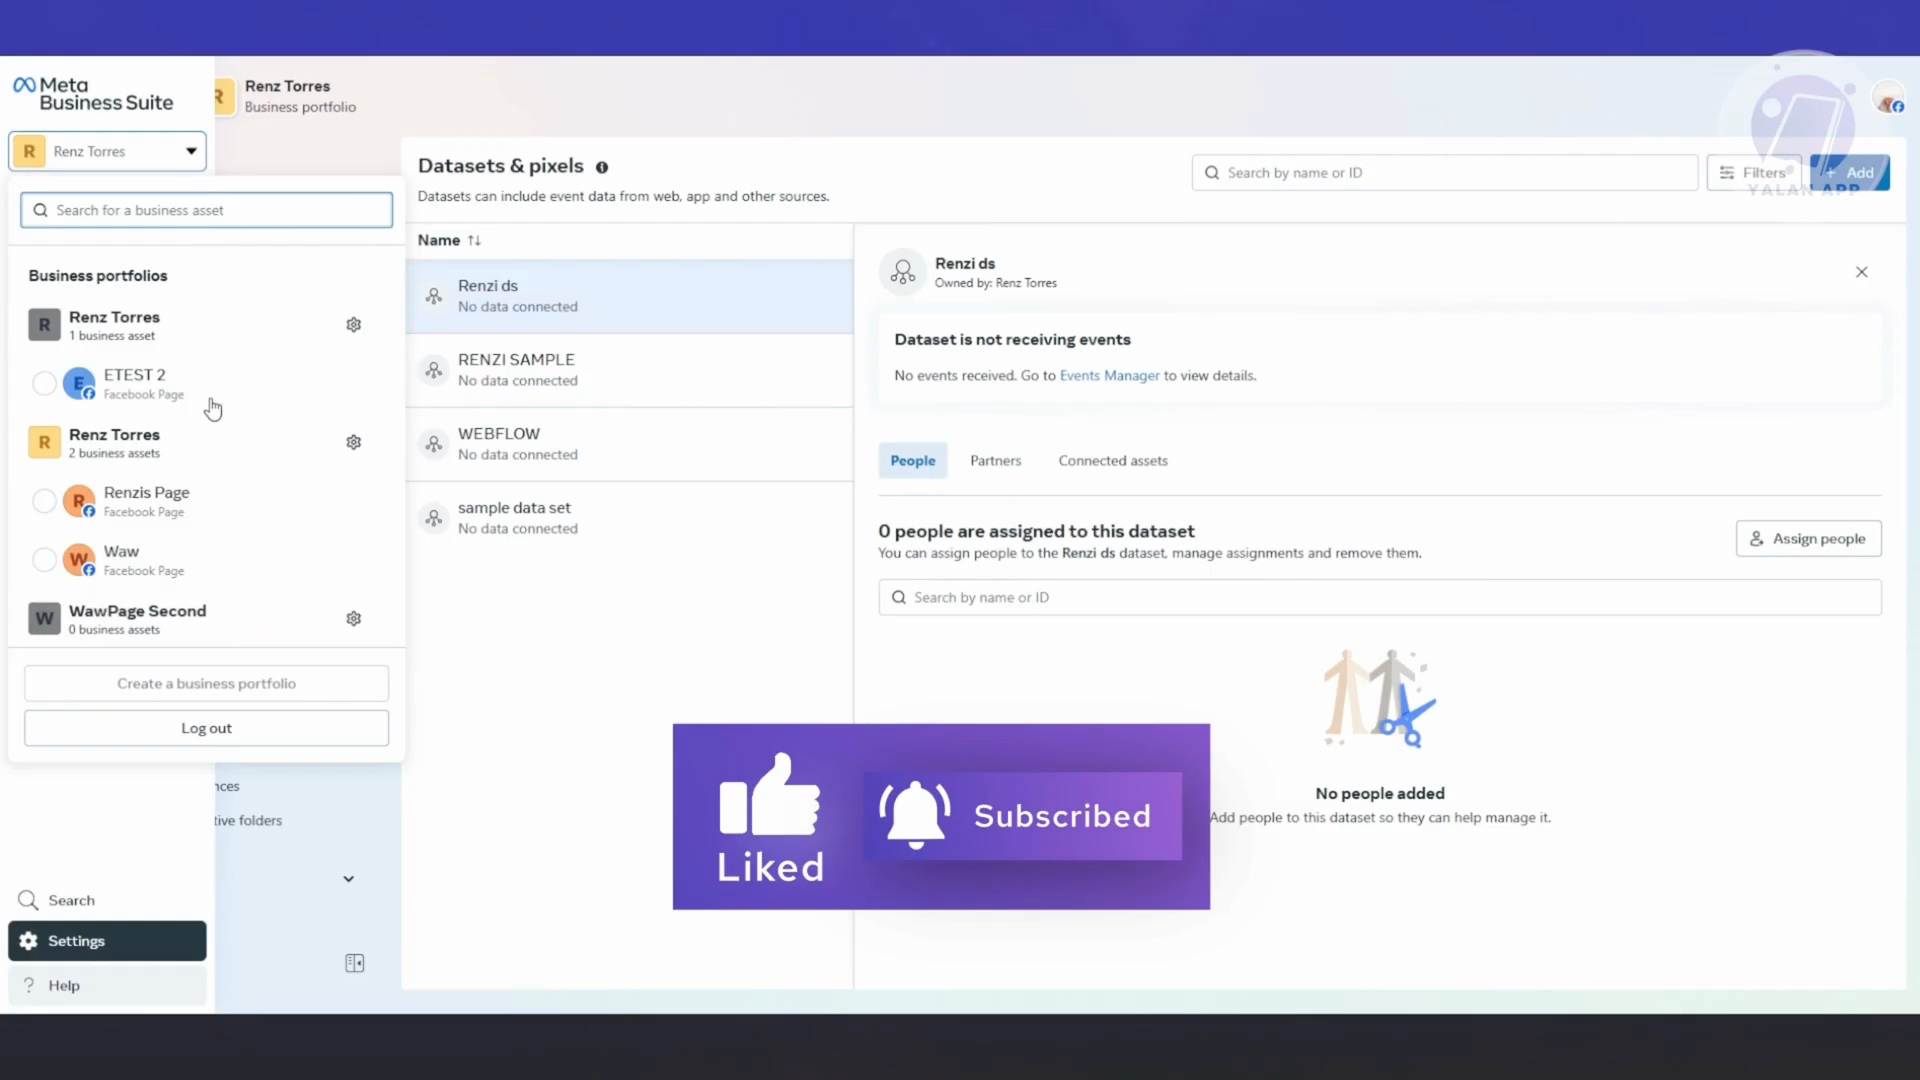 Meta
Business Suite
R
Renz Torres
Business portfolio
R
Renz Torres
Search for a business asset
Business portfolios
R
Renz Torres
1 business asset
E
ETEST 2
Facebook Page
R
Renz Torres
2 business assets
R
Renzis Page
Facebook Page
W
Waw
Facebook Page
W
WawPage Second
0 business assets
Create a business portfolio
Log out
nces
tive folders
Search
Settings
? Help
Datasets & pixels
Datasets can include event data from web, app and other sources.
Search by name or ID
Filters
+ Add
YALAN APP
Name
Renzi ds
No data connected
RENZI SAMPLE
No data connected
WEBFLOW
No data connected
sample data set
No data connected
Renzi ds
Owned by: Renz Torres
Dataset is not receiving events
No events received. Go to Events Manager to view details.
People
Partners
Connected assets
0 people are assigned to this dataset
You can assign people to the Renzi ds dataset, manage assignments and remove them.
Assign people
Search by name or ID
No people added
Add people to this dataset so they can help manage it.
Liked
Subscribed